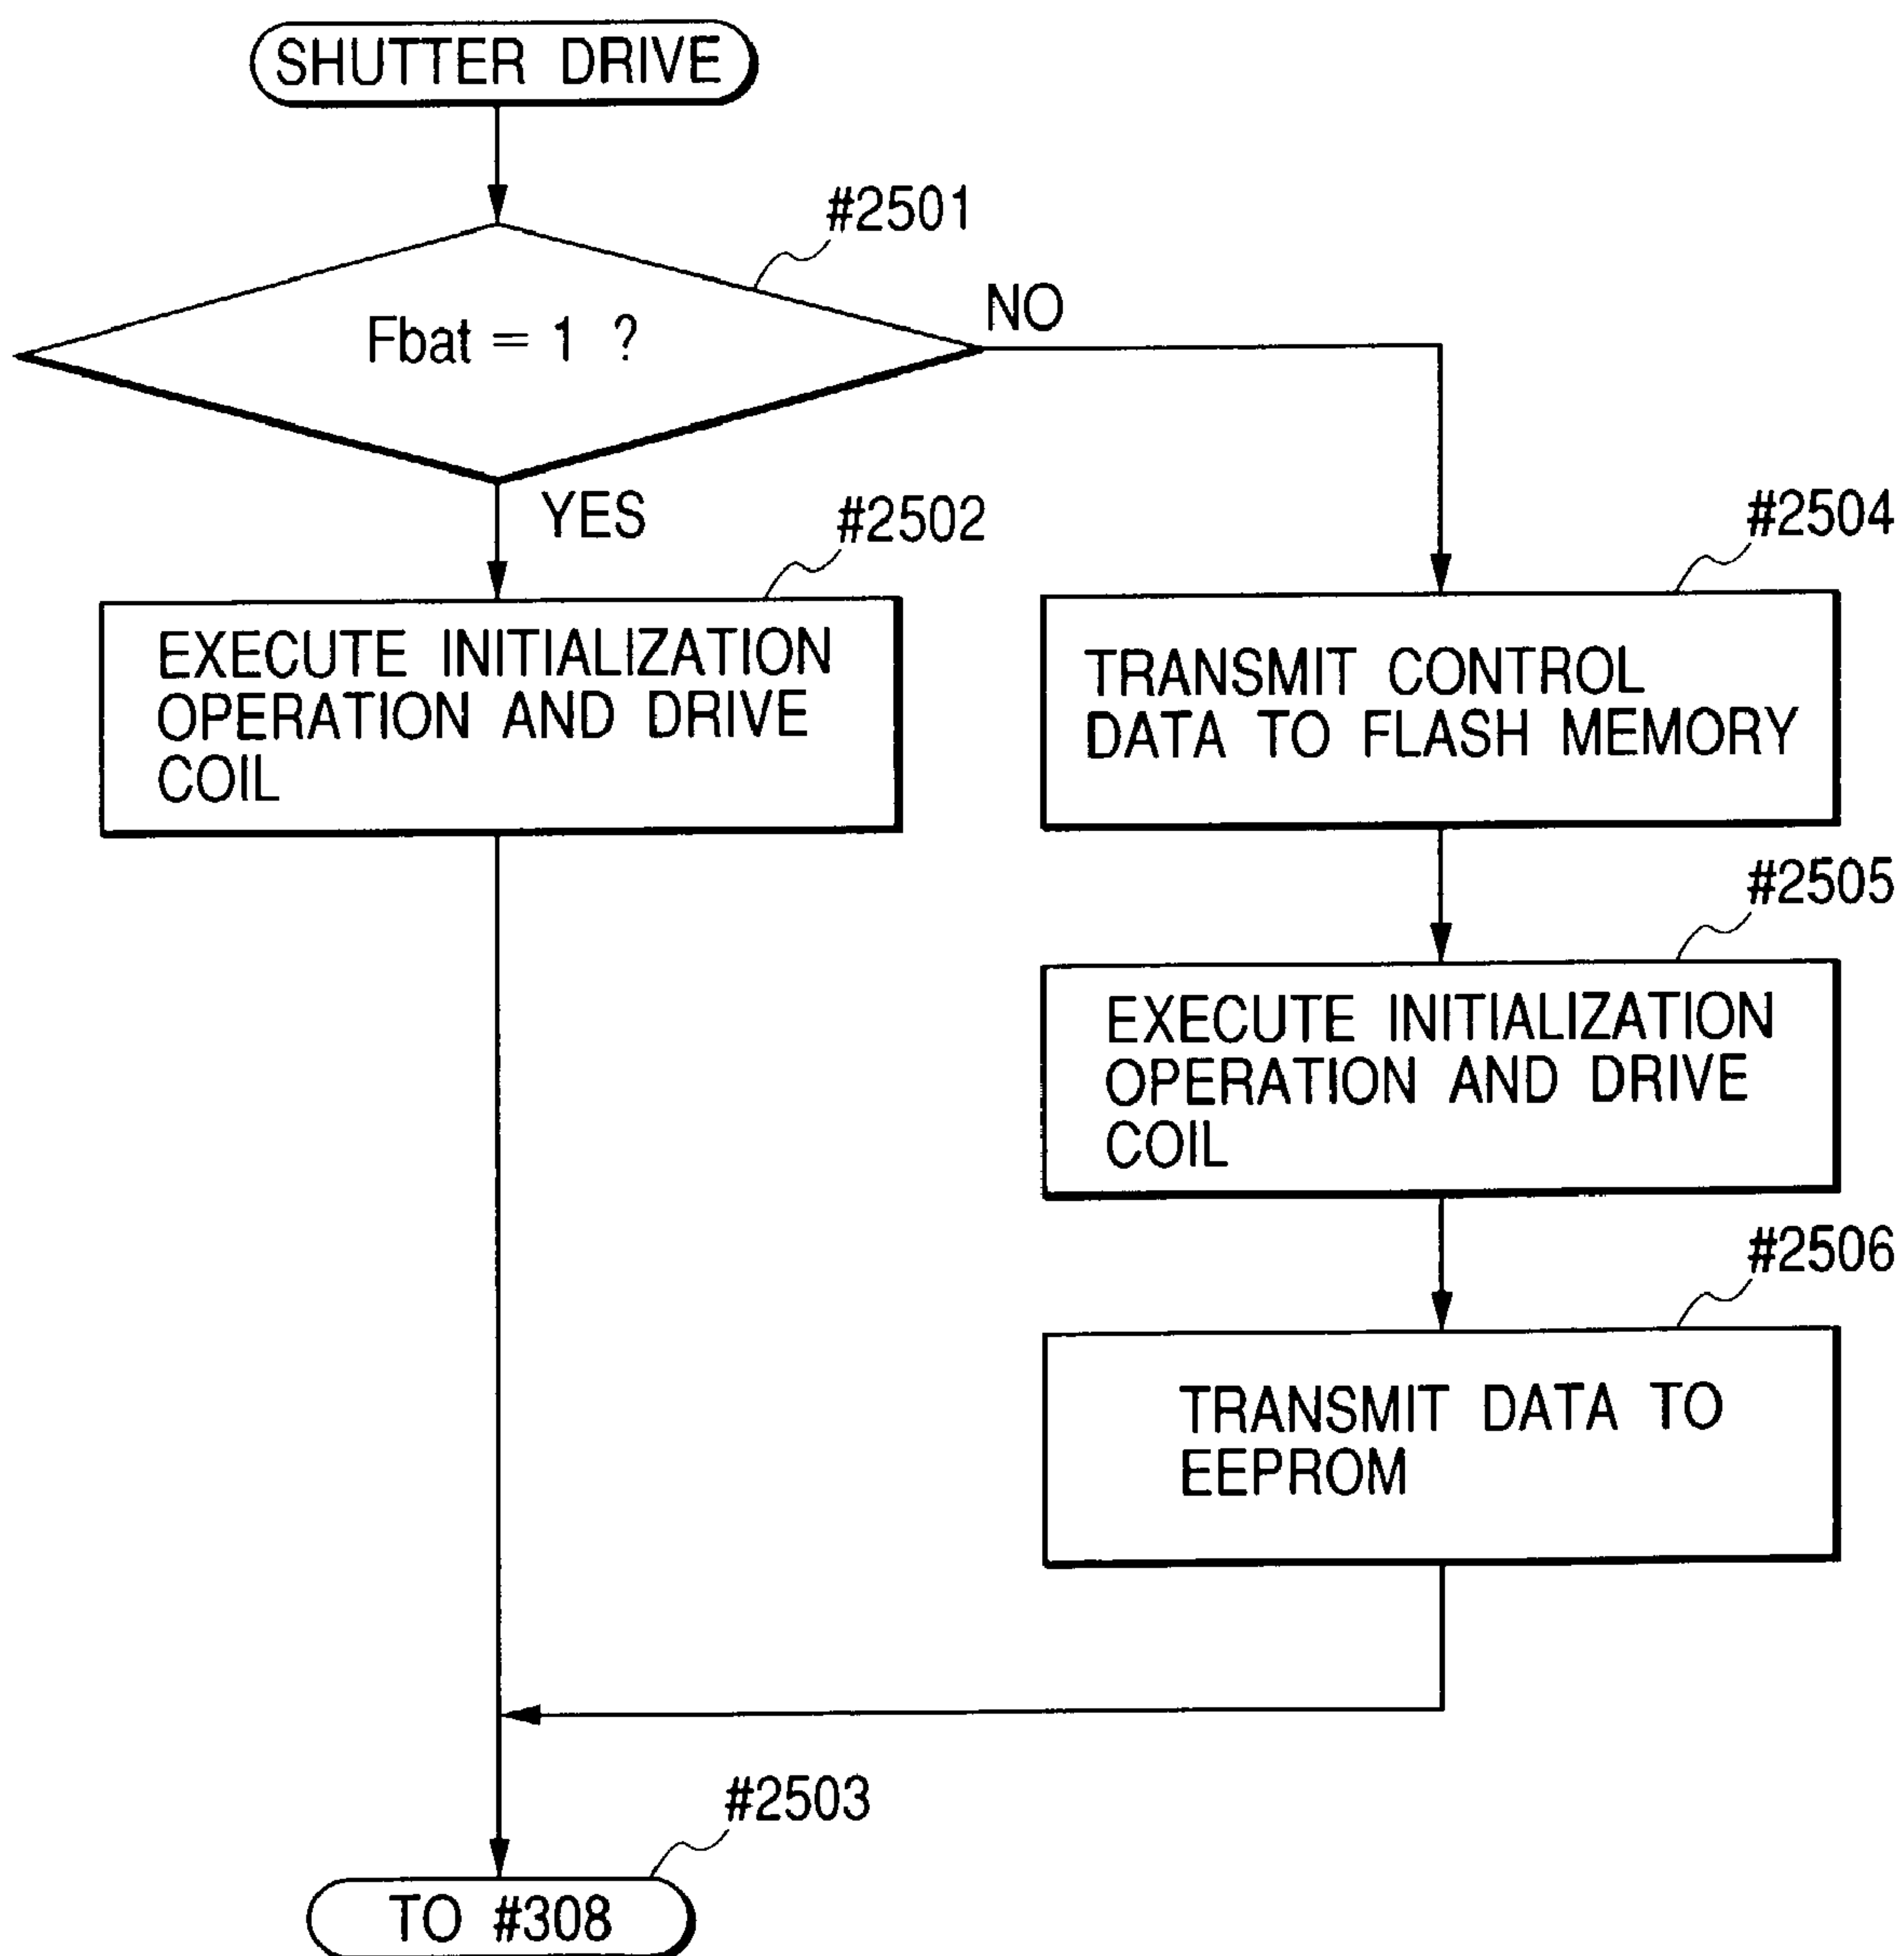 SHUTTER DRIVE
#2501
Fbat = 1 ?
NO
YES
#2502
EXECUTE INITIALIZATION
OPERATION AND DRIVE
COIL
#2504
TRANSMIT CONTROL
DATA TO FLASH MEMORY
#2505
EXECUTE INITIALIZATION
OPERATION AND DRIVE
COIL
#2506
TRANSMIT DATA TO
EEPROM
#2503
TO #308